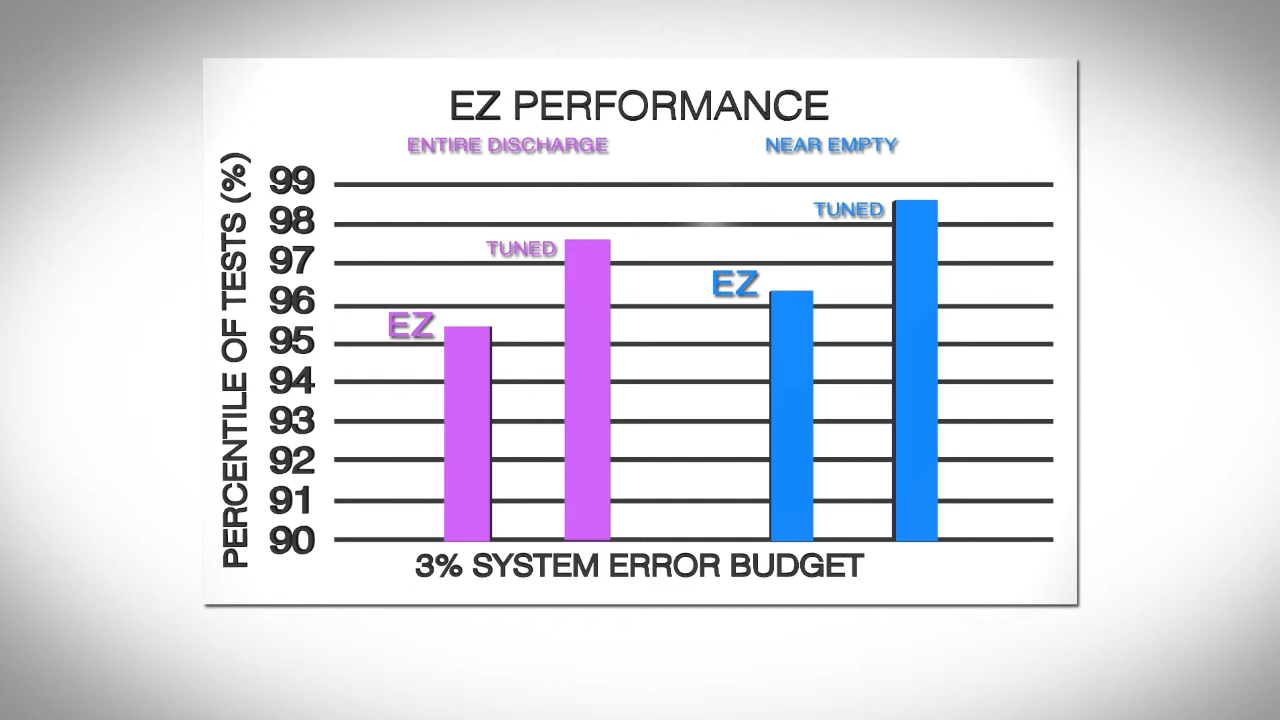 EZ PERFORMANCE
ENTIRE DISCHARGE
NEAR EMPTY
PERCENTILE OF TESTS (%)
99
98
97
96
95
94
93
92
91
90
EZ
TUNED
EZ
TUNED
3% SYSTEM ERROR BUDGET